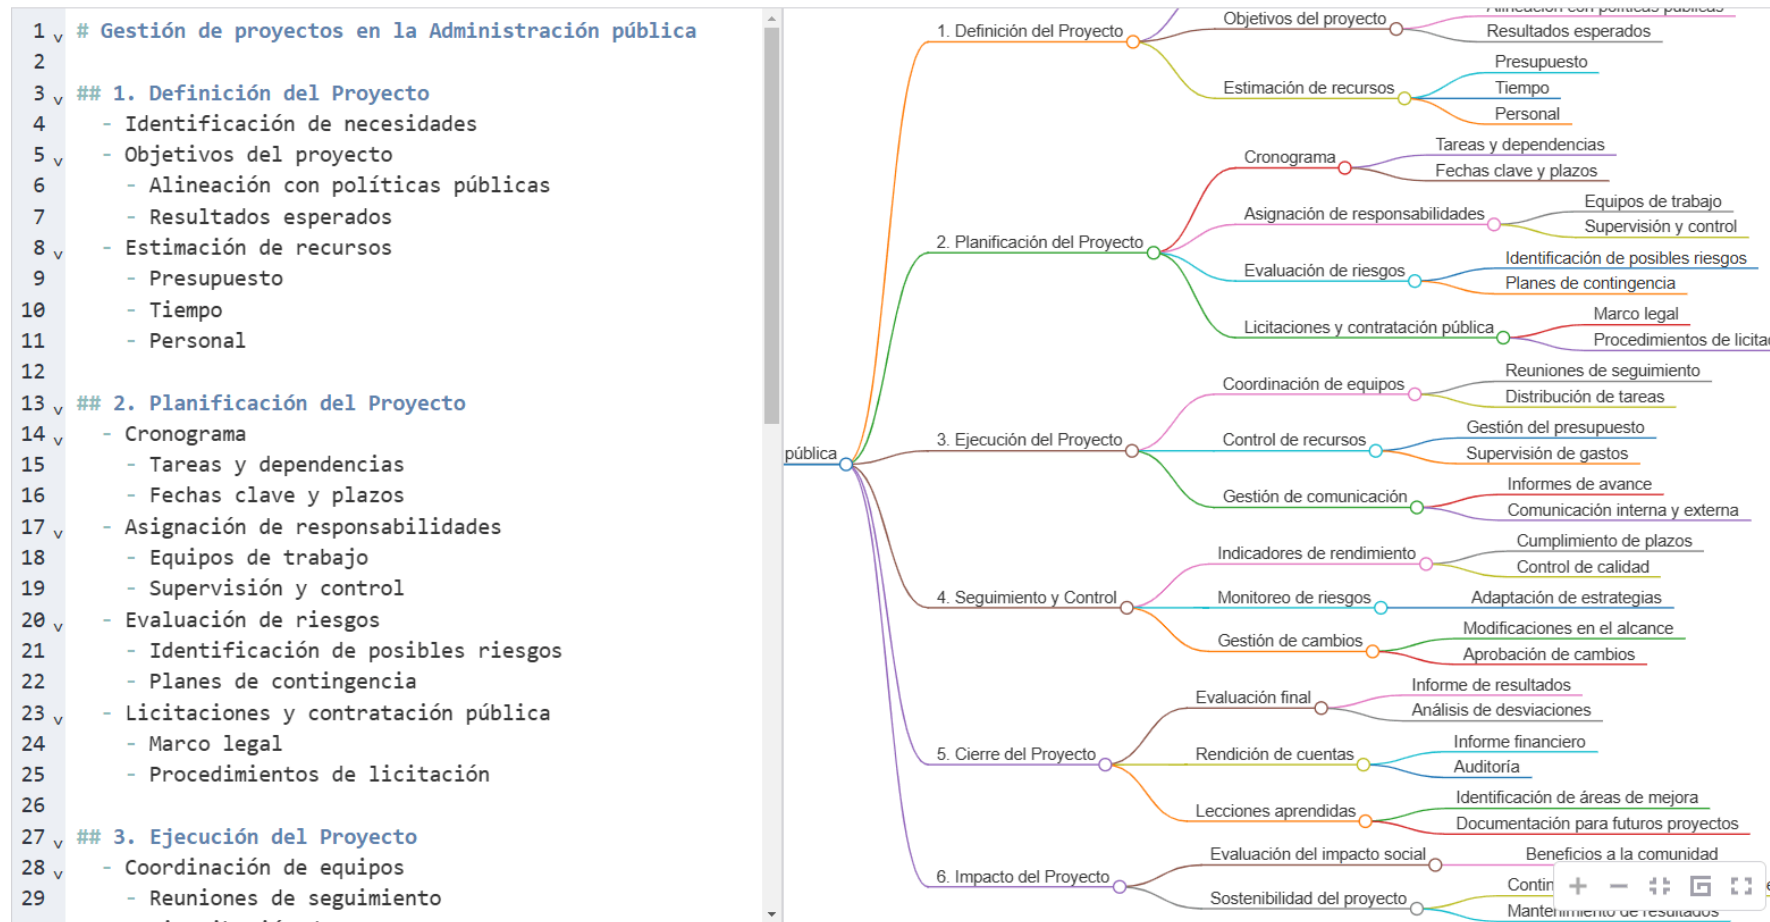 1 # Gestión de proyectos en la Administración pública
2
3 ## 1. Definición del Proyecto
4 - Identificación de necesidades
5 - Objetivos del proyecto
6 - Alineación con políticas públicas
7 - Resultados esperados
8 - Estimación de recursos
9 - Presupuesto
10 - Tiempo
11 - Personal
12
13 ## 2. Planificación del Proyecto
14 - Cronograma
15 - Tareas y dependencias
16 - Fechas clave y plazos
17 - Asignación de responsabilidades
18 - Equipos de trabajo
19 - Supervisión y control
20 - Evaluación de riesgos
21 - Identificación de posibles riesgos
22 - Planes de contingencia
23 - Licitaciones y contratación pública
24 - Marco legal
25 - Procedimientos de licitación
26
27 ## 3. Ejecución del Proyecto
28 - Coordinación de equipos
29 - Reuniones de seguimiento
pública
1. Definición del Proyecto
Objetivos del proyecto
Alineación con políticas públicas
Resultados esperados
Estimación de recursos
Presupuesto
Tiempo
Personal
2. Planificación del Proyecto
Cronograma
Tareas y dependencias
Fechas clave y plazos
Asignación de responsabilidades
Equipos de trabajo
Supervisión y control
Evaluación de riesgos
Identificación de posibles riesgos
Planes de contingencia
Licitaciones y contratación pública
Marco legal
Procedimientos de licita
3. Ejecución del Proyecto
Coordinación de equipos
Reuniones de seguimiento
Distribución de tareas
Control de recursos
Gestión del presupuesto
Supervisión de gastos
Gestión de comunicación
Informes de avance
Comunicación interna y externa
4. Seguimiento y Control
Indicadores de rendimiento
Cumplimiento de plazos
Control de calidad
Monitoreo de riesgos
Adaptación de estrategias
Gestión de cambios
Modificaciones en el alcance
Aprobación de cambios
5. Cierre del Proyecto
Evaluación final
Informe de resultados
Análisis de desviaciones
Rendición de cuentas
Informe financiero
Auditoría
Lecciones aprendidas
Identificación de áreas de mejora
Documentación para futuros proyectos
6. Impacto del Proyecto
Evaluación del impacto social
Beneficios a la comunidad
Sostenibilidad del proyecto
Contin
Mantenimiento de resultados